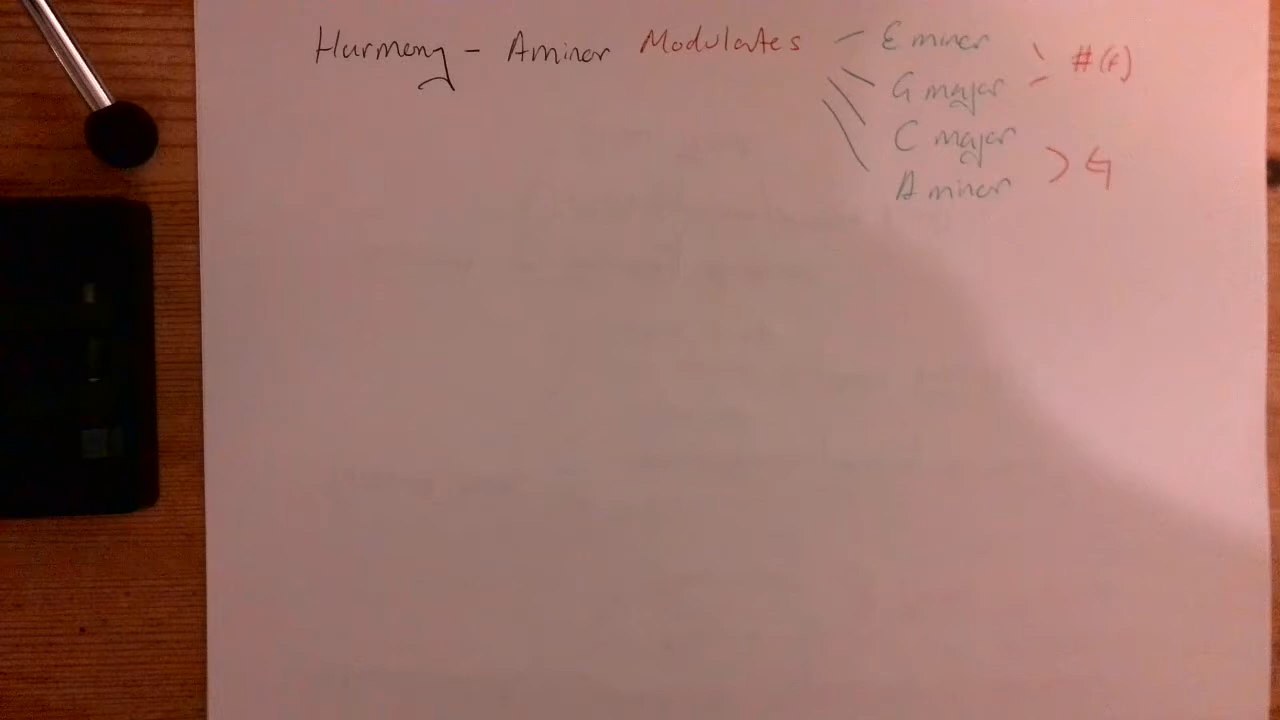 Harmony - A minor Modulates - E minor
G major #(f)
C major
A minor